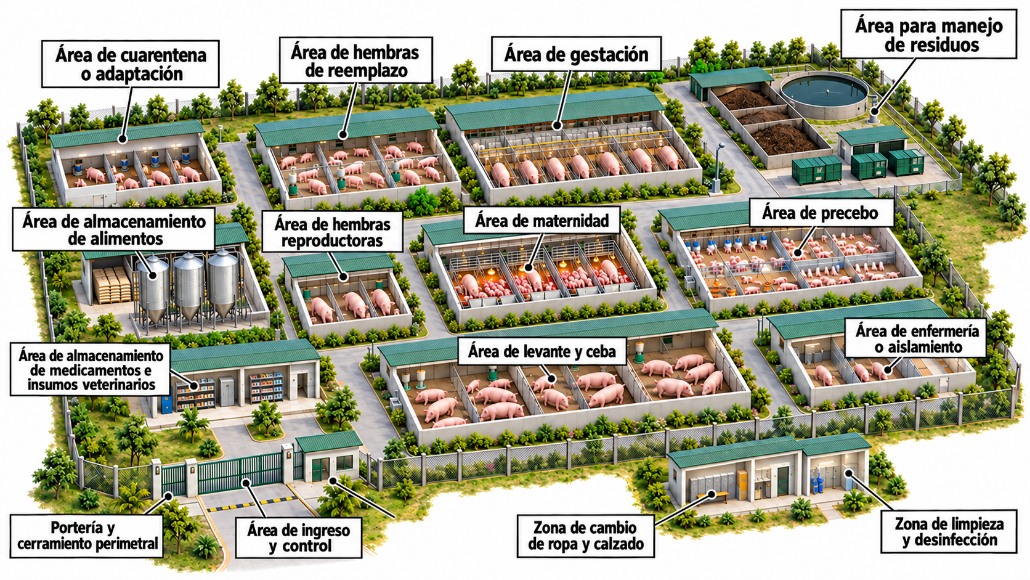 Área de cuarentena
o adaptación
Área de hembras
de reemplazo
Área de gestación
Área para manejo
de residuos
Área de almacenamiento
de alimentos
Área de hembras
reproductoras
Área de maternidad
Área de precebo
Área de almacenamiento
de medicamentos e
insumos veterinarios
Área de levante y ceba
Área de enfermería
o aislamiento
Portería y
cerramiento perimetral
Área de ingreso
y control
Zona de cambio
de ropa y calzado
Zona de limpieza
y desinfección